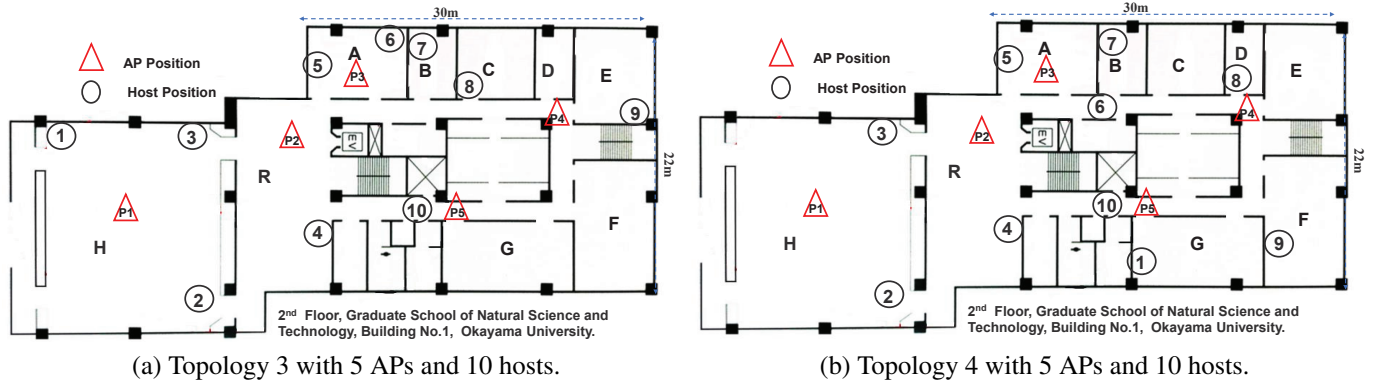 30m
AP Position
Host Position
5
6
A
P3
7
B
C
8
D
E
P4
9
1
3
P2
EV
R
22m
P1
H
10
P5
4
G
F
2
2nd Floor, Graduate School of Natural Science and
Technology, Building No.1, Okayama University.
(a) Topology 3 with 5 APs and 10 hosts.
30m
AP Position
Host Position
5
A
P3
7
B
C
D
8
E
6
P4
3
P2
EV
R
22m
P1
H
10
P5
4
1
G
9
F
2
2nd Floor, Graduate School of Natural Science and
Technology, Building No.1, Okayama University.
(b) Topology 4 with 5 APs and 10 hosts.